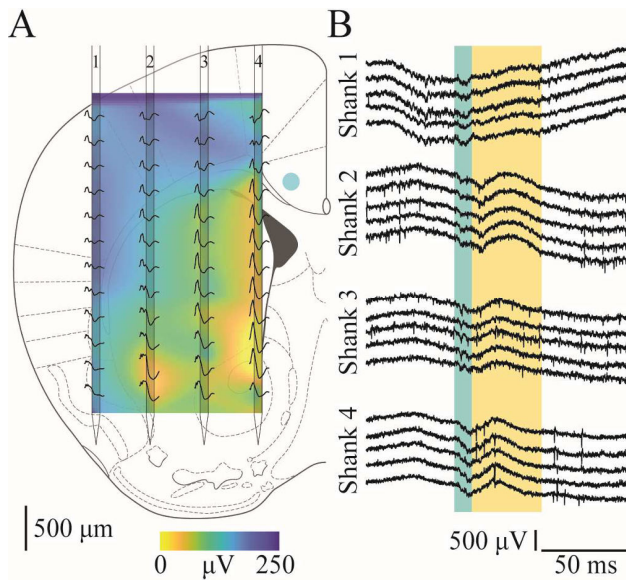 A
1 2 3 4
500 μm
0 μV 250
B
Shank 1
Shank 2
Shank 3
Shank 4
500 μV
50 ms